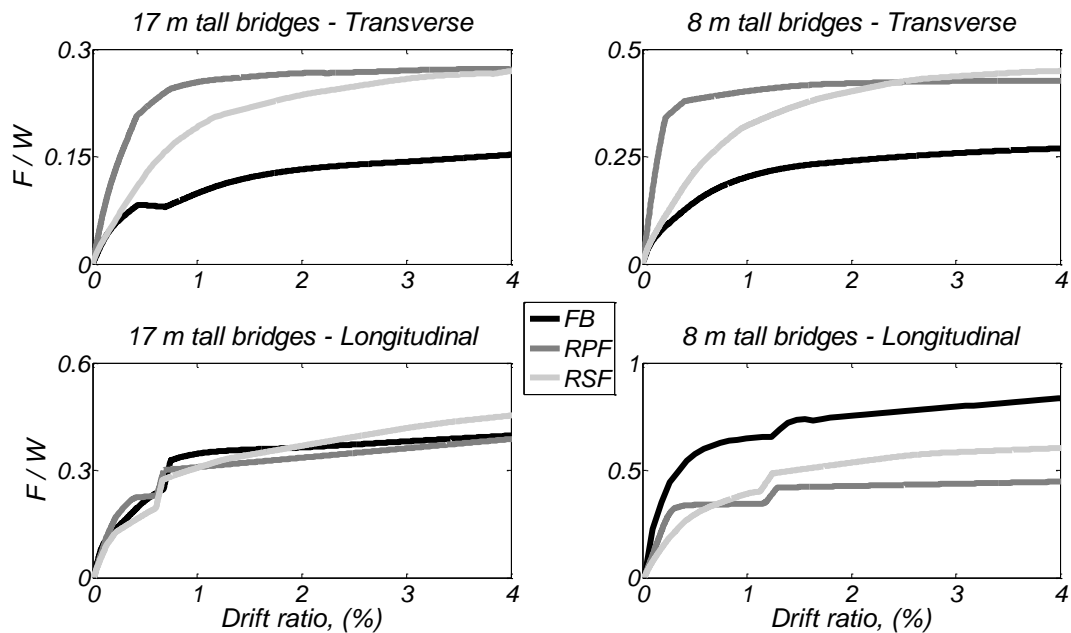 17 m tall bridges - Transverse
0.3
0.15
0
F / W
0 1 2 3 4
8 m tall bridges - Transverse
0.5
0.25
0
0 1 2 3 4
17 m tall bridges - Longitudinal
0.6
0.3
0
F / W
0 1 2 3 4
Drift ratio, (%)
FB
RPF
RSF
8 m tall bridges - Longitudinal
1
0.5
0
0 1 2 3 4
Drift ratio, (%)